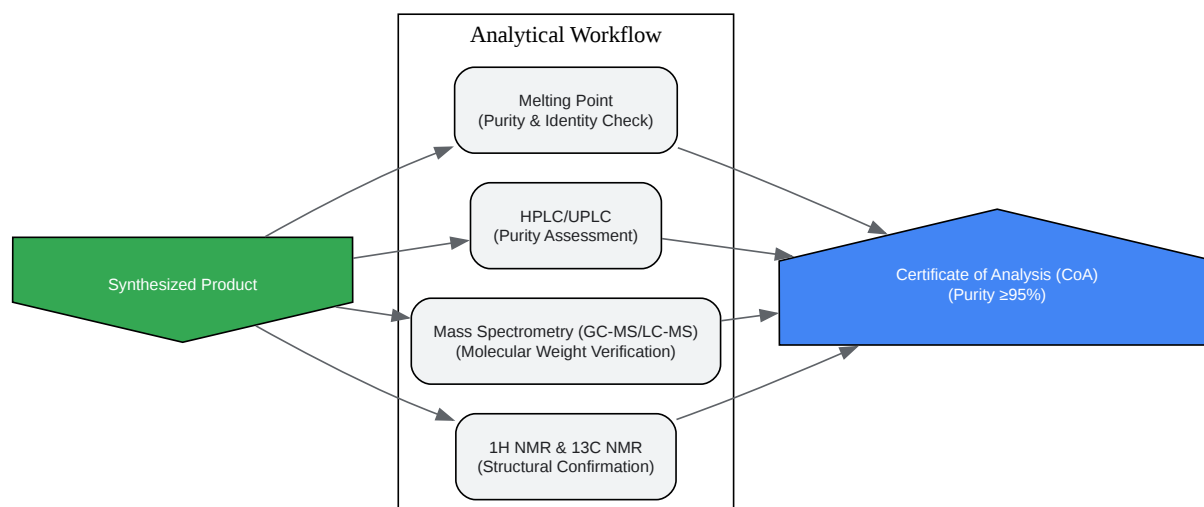 Analytical Workflow
Melting Point
(Purity & Identity Check)
HPLC/UPLC
(Purity Assessment)
Synthesized Product
Certificate of Analysis (CoA)
(Purity ≥95%)
Mass Spectrometry (GC-MS/LC-MS)
(Molecular Weight Verification)
1H NMR & 13C NMR
(Structural Confirmation)